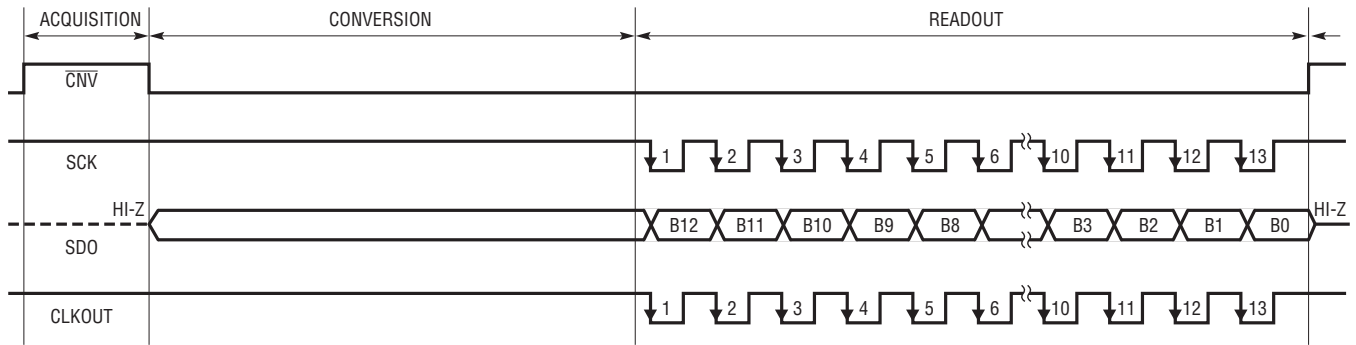 ACQUISITION CONVERSION READOUT
C̅N̅V̅
SCK 1 2 3 4 5 6 10 11 12 13
HI-Z B12 B11 B10 B9 B8 B3 B2 B1 B0 HI-Z
SDO
CLKOUT 1 2 3 4 5 6 10 11 12 13